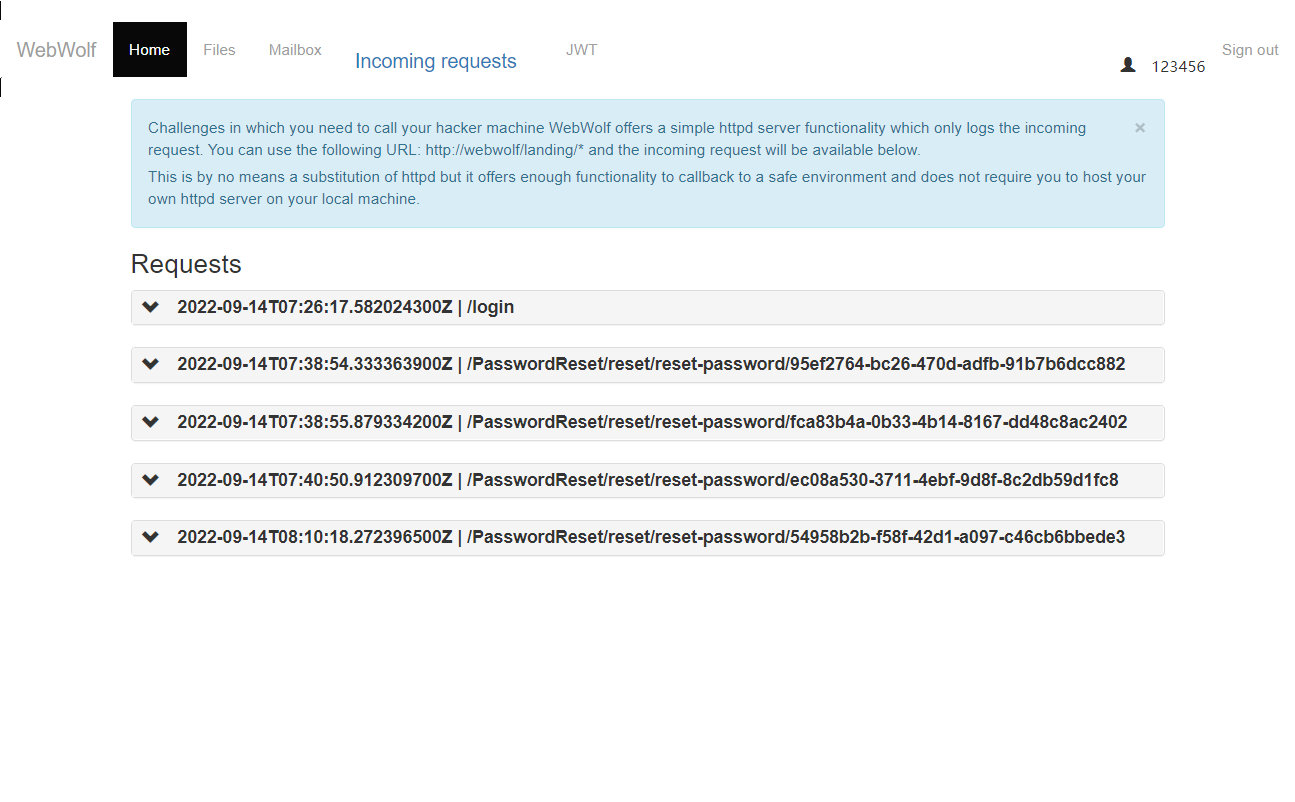 WebWolf Home Files Mailbox Incoming requests JWT 123456 Sign out
Challenges in which you need to call your hacker machine WebWolf offers a simple httpd server functionality which only logs the incoming ×
request. You can use the following URL: http://webwolf/landing/* and the incoming request will be available below.
This is by no means a substitution of httpd but it offers enough functionality to callback to a safe environment and does not require you to host your
own httpd server on your local machine.
Requests
2022-09-14T07:26:17.582024300Z | /login
2022-09-14T07:38:54.333363900Z | /PasswordReset/reset/reset-password/95ef2764-bc26-470d-adfb-91b7b6dcc882
2022-09-14T07:38:55.879334200Z | /PasswordReset/reset/reset-password/fca83b4a-0b33-4b14-8167-dd48c8ac2402
2022-09-14T07:40:50.912309700Z | /PasswordReset/reset/reset-password/ec08a530-3711-4ebf-9d8f-8c2db59d1fc8
2022-09-14T08:10:18.272396500Z | /PasswordReset/reset/reset-password/54958b2b-f58f-42d1-a097-c46cb6bbede3